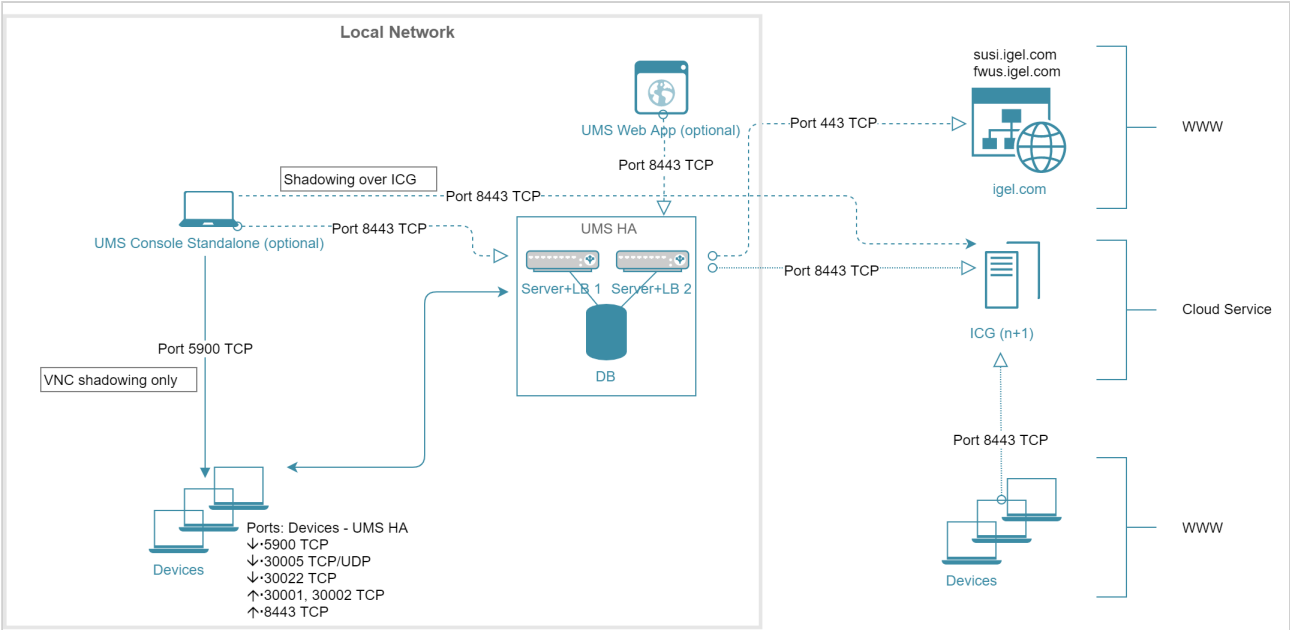 Local Network
susi.igel.com
fwus.igel.com
UMS Web App (optional)
Port 443 TCP
WWW
Port 8443 TCP
Shadowing over ICG
igel.com
Port 8443 TCP
Port 8443 TCP
UMS HA
UMS Console Standalone (optional)
Port 8443 TCP
Server+LB 1
Server+LB 2
Cloud Service
ICG (n+1)
Port 5900 TCP
VNC shadowing only
DB
Port 8443 TCP
Ports: Devices - UMS HA
↓·5900 TCP
↓·30005 TCP/UDP
↓·30022 TCP
↑·30001, 30002 TCP
↑·8443 TCP
Devices
WWW
Devices